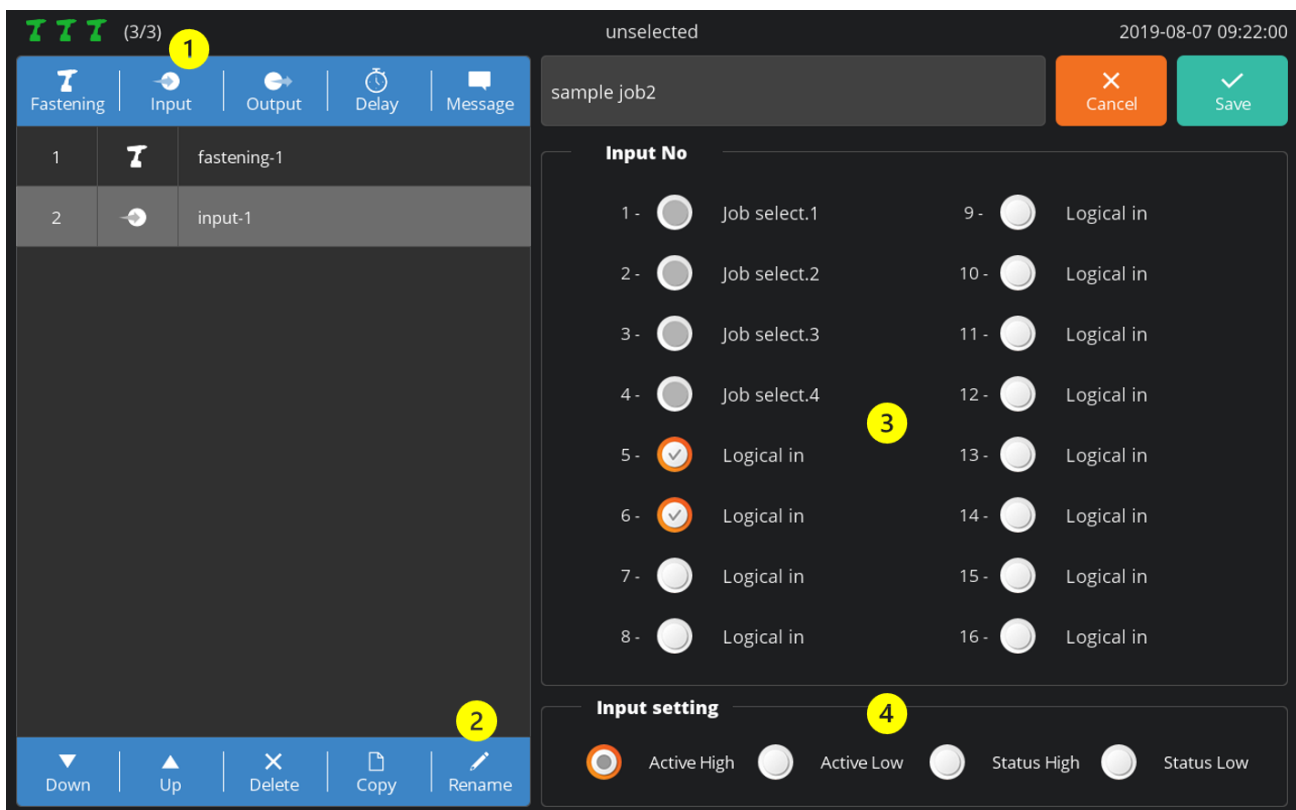 (3/3) unselected 2019-08-07 09:22:00
1
Fastening Input Output Delay Message
sample job2
Cancel Save
1 fastening-1
2 input-1
Input No
1 - Job select.1 9 - Logical in
2 - Job select.2 10 - Logical in
3 - Job select.3 11 - Logical in
4 - Job select.4 12 - Logical in
3
5 - Logical in 13 - Logical in
6 - Logical in 14 - Logical in
7 - Logical in 15 - Logical in
8 - Logical in 16 - Logical in
2
Down Up Delete Copy Rename
Input setting
4
Active High Active Low Status High Status Low